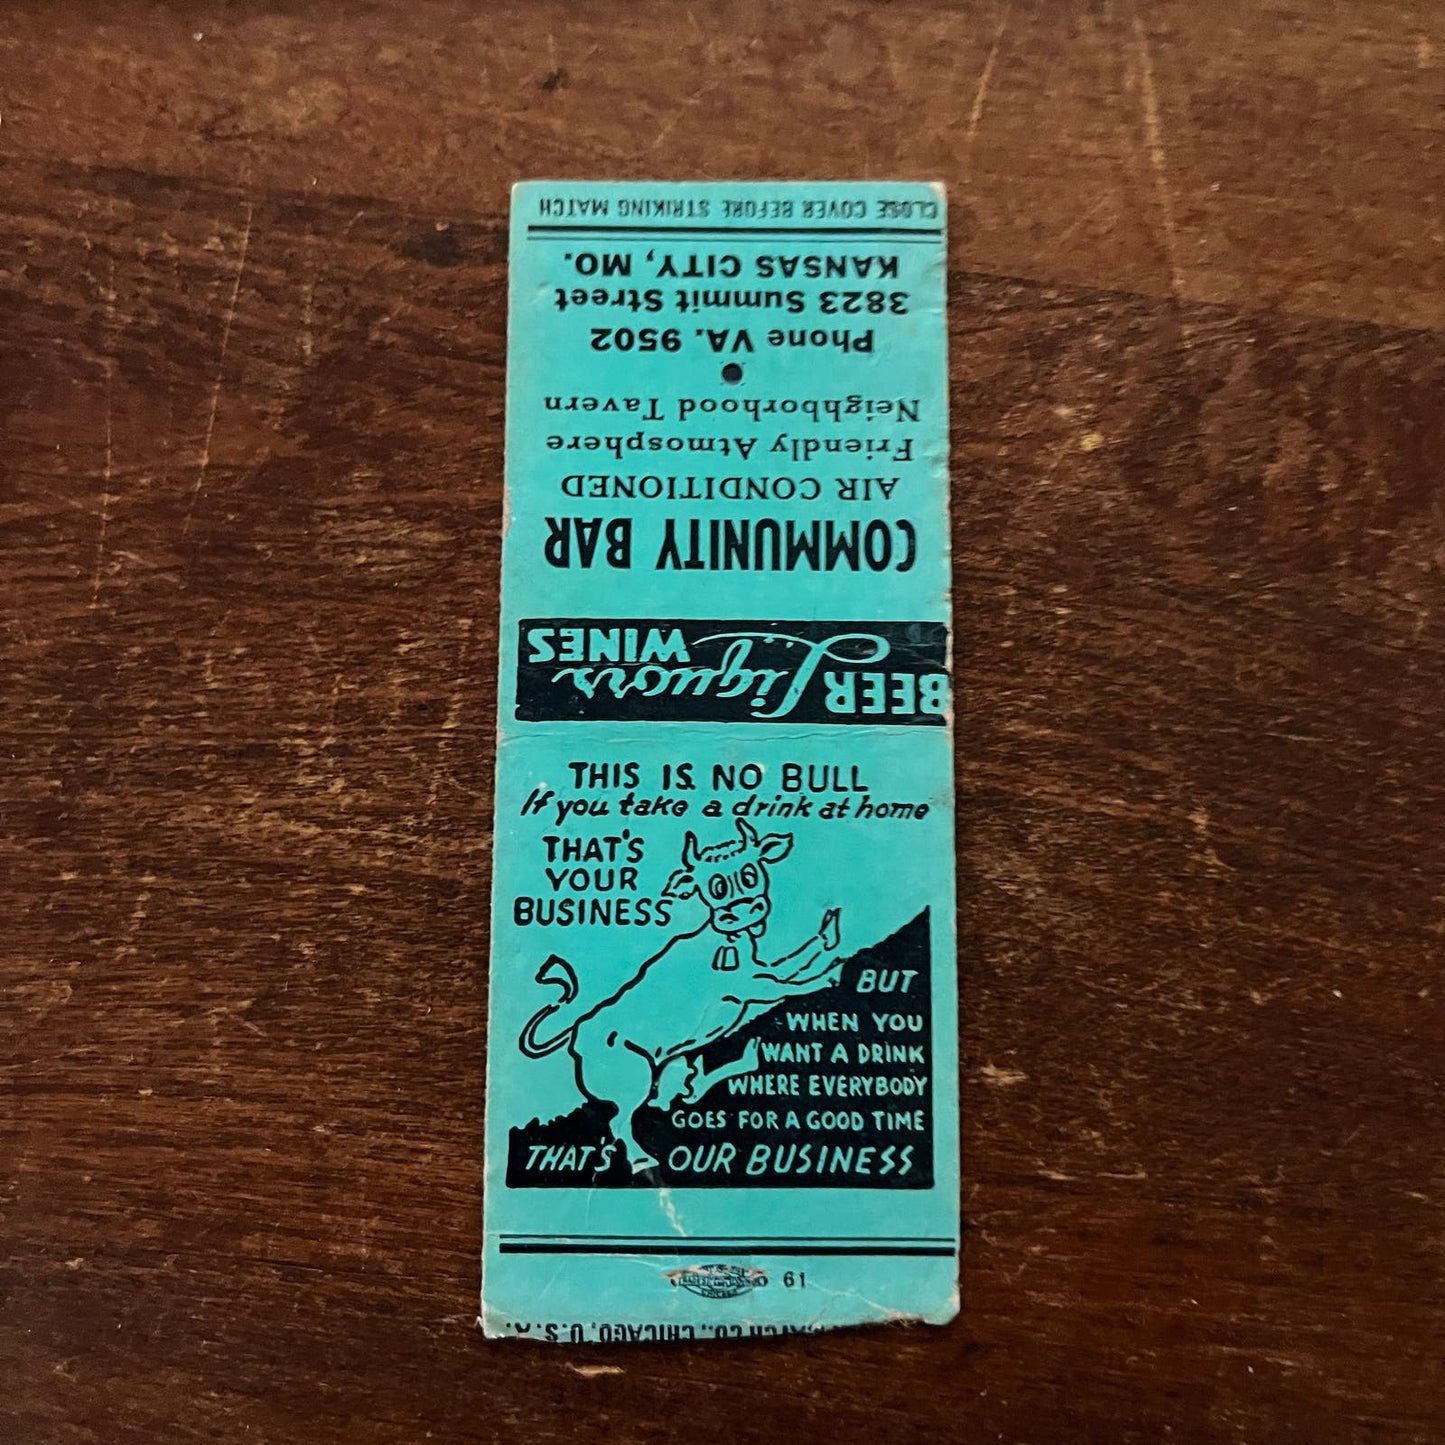 CLOSE COVER BEFORE STRIKING MATCH
KANSAS CITY, MO.
3823 Summit Street
Phone VA. 9502
Neighborhood Tavern
Friendly Atmosphere
AIR CONDITIONED
COMMUNITY BAR
BEER Liquors WINES
THIS IS NO BULL
If you take a drink at home
THAT'S
YOUR
BUSINESS
BUT
WHEN YOU
WANT A DRINK
WHERE EVERYBODY
GOES FOR A GOOD TIME
THAT'S OUR BUSINESS
61
CO., CHICAGO, U.S.A.